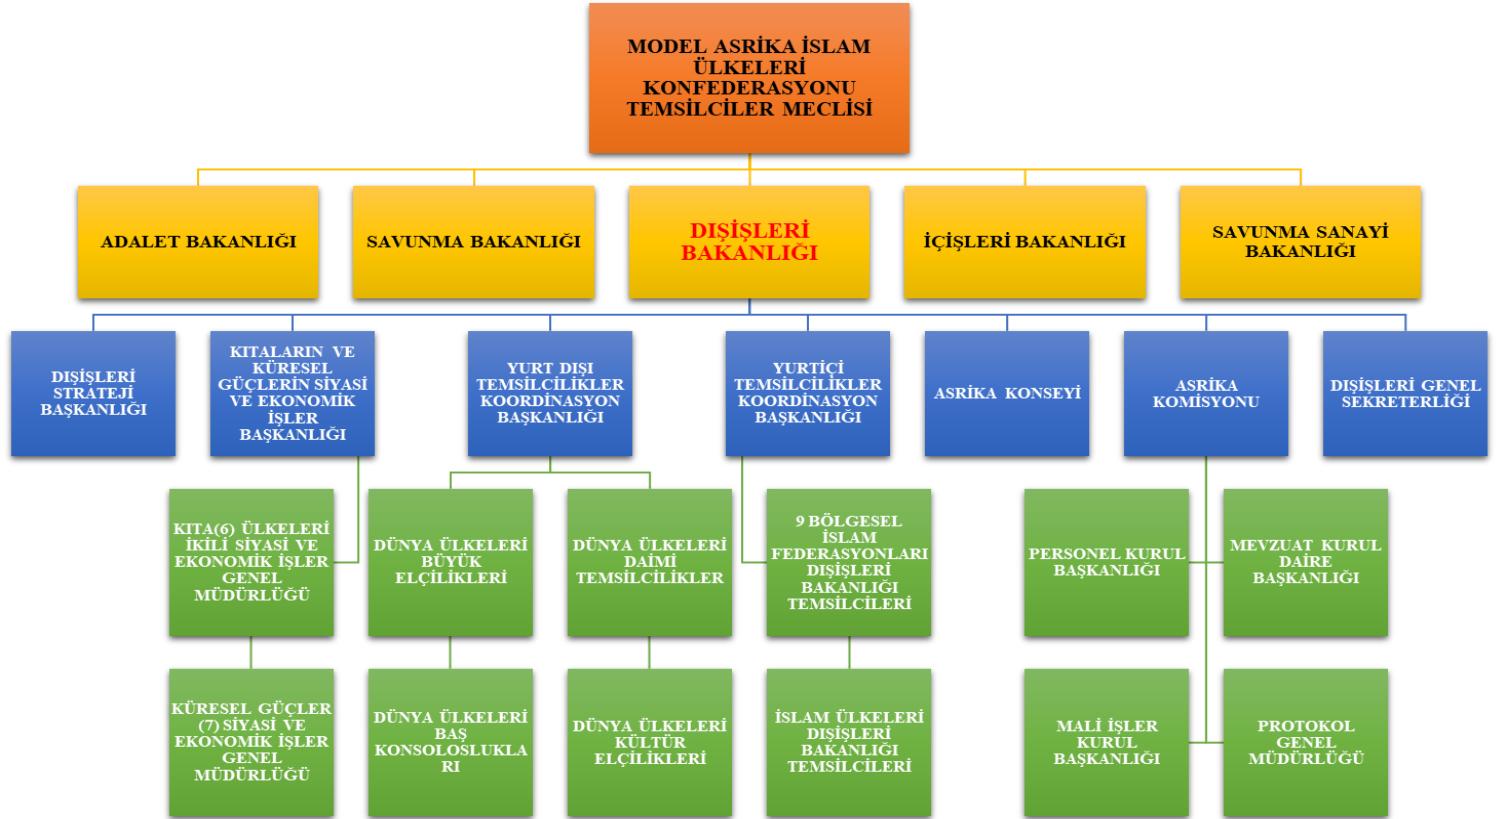 MODEL ASRİKA İSLAM
ÜLKELERİ
KONFEDERASYONU
TEMSİLCİLER MECLİSİ
ADALET BAKANLIĞI
SAVUNMA BAKANLIĞI
DIŞİŞLERİ
BAKANLIĞI
İÇİŞLERİ BAKANLIĞI
SAVUNMA SANAYİ
BAKANLIĞI
DIŞİŞLERİ
STRATEJİ
BAŞKANLIĞI
KITALARIN VE
KÜRESEL
GÜÇLERİN SİYASİ
VE EKONOMİK
İŞLER
BAŞKANLIĞI
YURT DIŞI
TEMSİLCİLİKLER
KOORDİNASYON
BAŞKANLIĞI
YURTİÇİ
TEMSİLCİLİKLER
KOORDİNASYON
BAŞKANLIĞI
ASRİKA KONSEYİ
ASRİKA
KOMİSYONU
DIŞİŞLERİ GENEL
SEKRETERLİĞİ
KITA(6) ÜLKELERİ
İKİLİ SİYASİ VE
EKONOMİK İŞLER
GENEL
MÜDÜRLÜĞÜ
DÜNYA ÜLKELERİ
BÜYÜK
ELÇİLİKLERİ
DÜNYA ÜLKELERİ
DAİMİ
TEMSİLCİLİKLER
9 BÖLGESEL
İSLAM
FEDERASYONLARI
DIŞİŞLERİ
BAKANLIĞI
TEMSİLCİLERİ
PERSONEL KURUL
BAŞKANLIĞI
MEVZUAT KURUL
DAİRE
BAŞKANLIĞI
KÜRESEL GÜÇLER
(7) SİYASİ VE
EKONOMİK İŞLER
GENEL
MÜDÜRLÜĞÜ
DÜNYA ÜLKELERİ
BAŞ
KONSOLOSLUKLA
RI
DÜNYA ÜLKELERİ
KÜLTÜR
ELÇİLİKLERİ
İSLAM ÜLKELERİ
DIŞİŞLERİ
BAKANLIĞI
TEMSİLCİLERİ
MALİ İŞLER
KURUL
BAŞKANLIĞI
PROTOKOL
GENEL
MÜDÜRLÜĞÜ